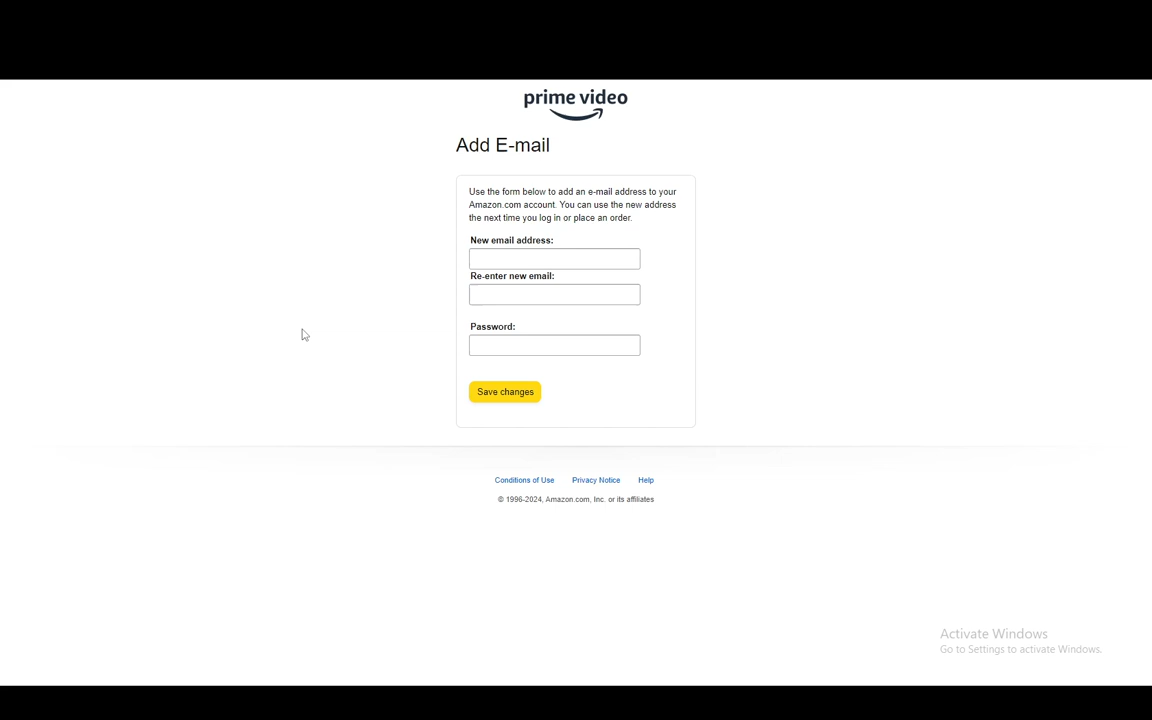 prime video
Add E-mail
Use the form below to add an e-mail address to your
Amazon.com account. You can use the new address
the next time you log in or place an order.
New email address:
Re-enter new email:
Password:
Save changes
Conditions of Use Privacy Notice Help
© 1996-2024, Amazon.com, Inc. or its affiliates
Activate Windows
Go to Settings to activate Windows.